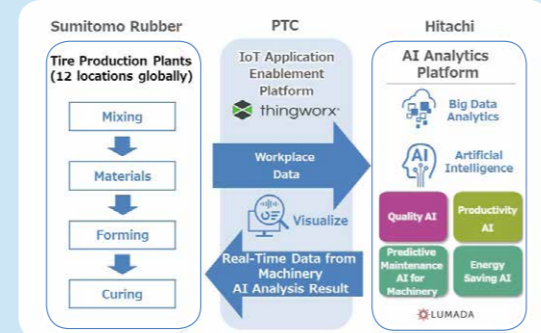 Sumitomo Rubber
PTC
Hitachi
Tire Production Plants
(12 locations globally)
Mixing
Materials
Forming
Curing
IoT Application
Enablement
Platform
thingworx
Workplace
Data
Visualize
Real-Time Data from
Machinery
AI Analysis Result
AI Analytics
Platform
Big Data
Analytics
AI
Artificial
Intelligence
Quality AI
Productivity
AI
Predictive
Maintenance
AI for
Machinery
Energy
Saving AI
LUMADA